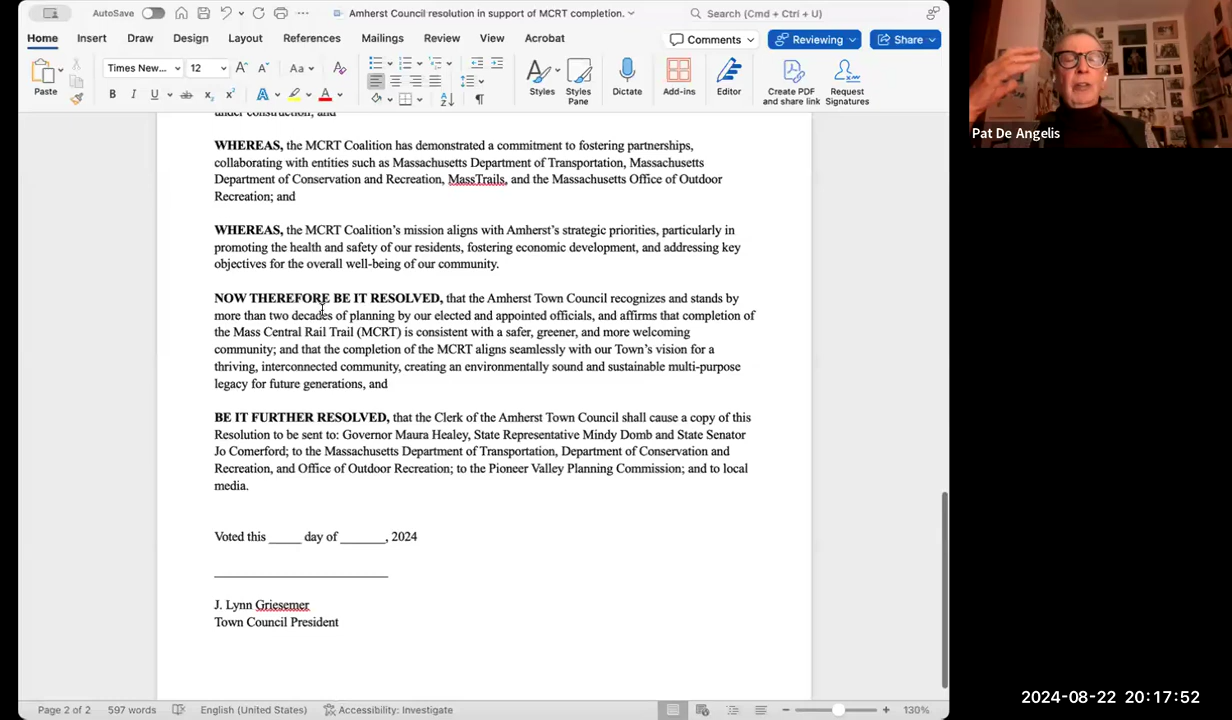 AutoSave
Amherst Council resolution in support of MCRT completion.
Search (Cmd + Ctrl + U)
Home Insert Draw Design Layout References Mailings Review View Acrobat
Comments Reviewing Share
Paste
Times New... 12
Aa
B I U ab x₂ x²
A A
Styles
Styles Pane
Dictate
Add-ins
Editor
Create PDF and share link
Request Signatures
under construction; and
WHEREAS, the MCRT Coalition has demonstrated a commitment to fostering partnerships,
collaborating with entities such as Massachusetts Department of Transportation, Massachusetts
Department of Conservation and Recreation, MassTrails, and the Massachusetts Office of Outdoor
Recreation; and
WHEREAS, the MCRT Coalition’s mission aligns with Amherst’s strategic priorities, particularly in
promoting the health and safety of our residents, fostering economic development, and addressing key
objectives for the overall well-being of our community.
NOW THEREFORE BE IT RESOLVED, that the Amherst Town Council recognizes and stands by
more than two decades of planning by our elected and appointed officials, and affirms that completion of
the Mass Central Rail Trail (MCRT) is consistent with a safer, greener, and more welcoming
community; and that the completion of the MCRT aligns seamlessly with our Town’s vision for a
thriving, interconnected community, creating an environmentally sound and sustainable multi-purpose
legacy for future generations, and
BE IT FURTHER RESOLVED, that the Clerk of the Amherst Town Council shall cause a copy of this
Resolution to be sent to: Governor Maura Healey, State Representative Mindy Domb and State Senator
Jo Comerford; to the Massachusetts Department of Transportation, Department of Conservation and
Recreation, and Office of Outdoor Recreation; to the Pioneer Valley Planning Commission; and to local
media.
Voted this _____ day of _______, 2024
J. Lynn Griesemer
Town Council President
Page 2 of 2 597 words English (United States) Accessibility: Investigate 130%
Pat De Angelis
2024-08-22 20:17:52